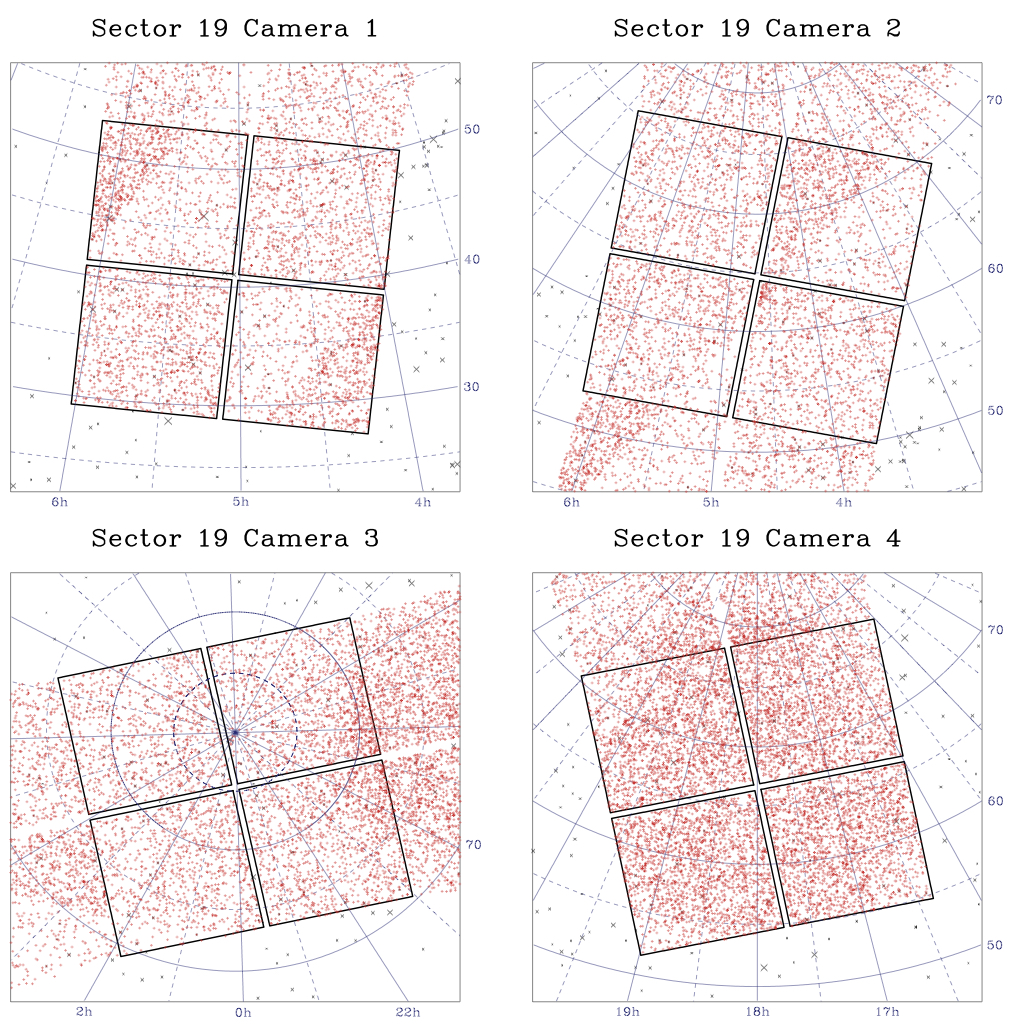 Sector 19 Camera 1
50
40
30
6h
5h
4h
Sector 19 Camera 2
70
60
50
6h
5h
4h
Sector 19 Camera 3
70
2h
0h
22h
Sector 19 Camera 4
70
60
50
19h
18h
17h